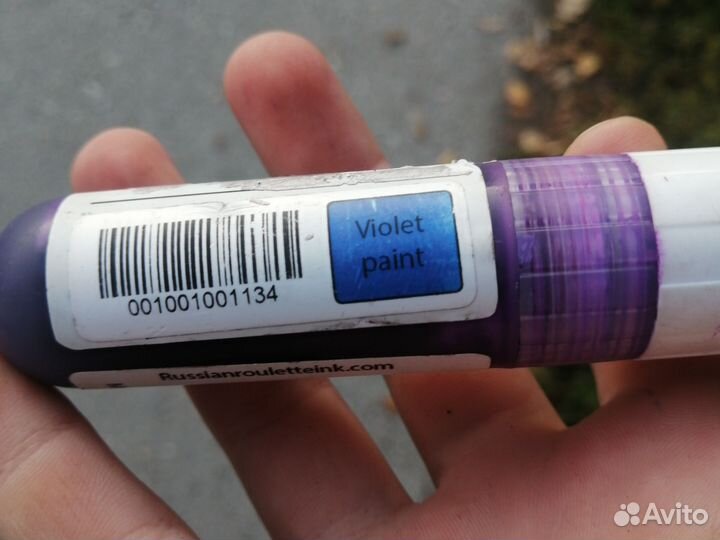 Violet
paint
001001001134
Russianrouletteink.com
Avito